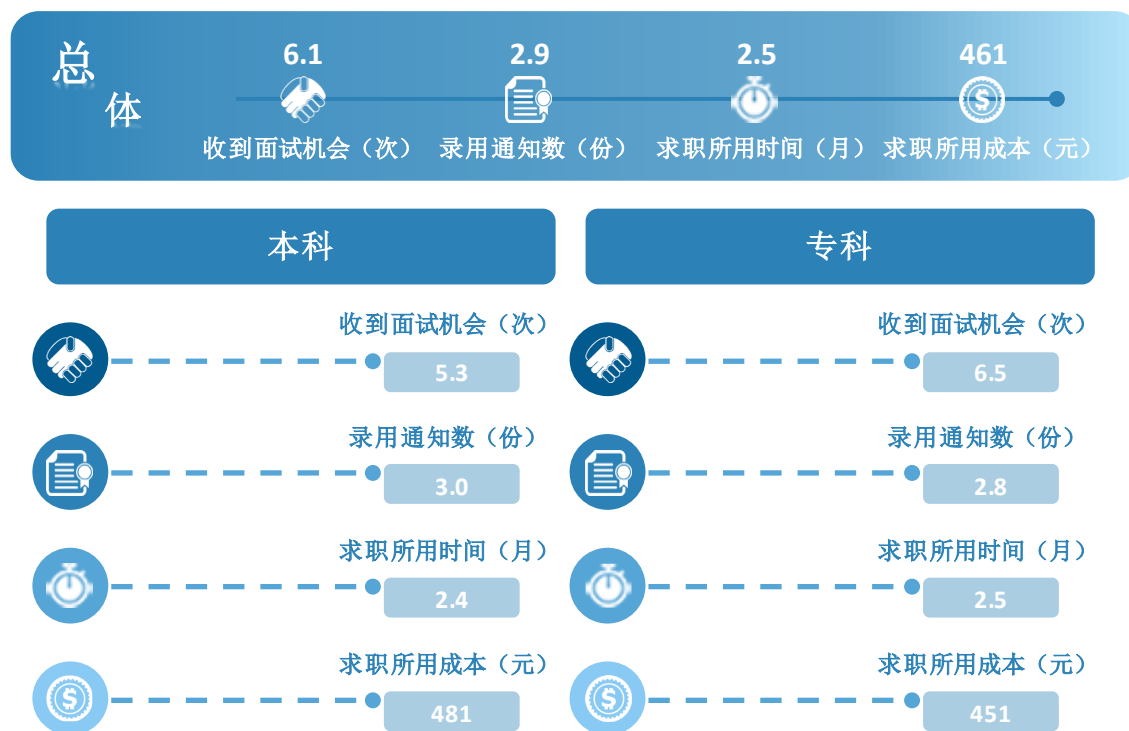 总
体
6.1 2.9 2.5 461
收到面试机会（次） 录用通知数（份） 求职所用时间（月） 求职所用成本（元）
本科 专科
收到面试机会（次） 收到面试机会（次）
5.3 6.5
录用通知数（份） 录用通知数（份）
3.0 2.8
求职所用时间（月） 求职所用时间（月）
2.4 2.5
求职所用成本（元） 求职所用成本（元）
481 451